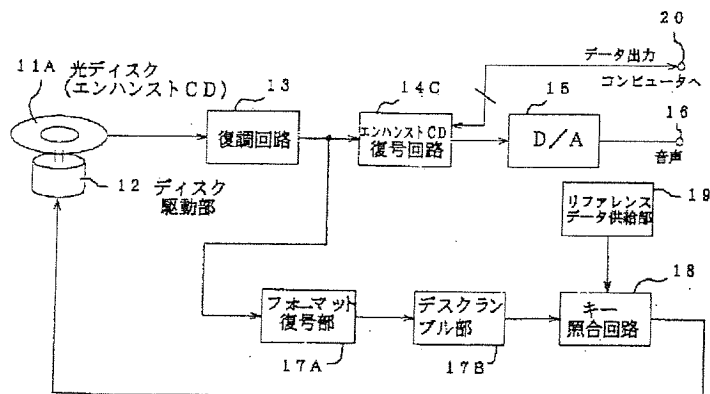 20
データ出力
コンピュータへ
11A
光ディスク
(エンハンストCD)
13
復調回路
14C
エンハンストCD
復号回路
15
D/A
16
音声
12 ディスク
駆動部
19
リファレンス
データ供給部
18
フォーマット
復号部
17A
デスクラン
ブル部
17B
キー
照合回路